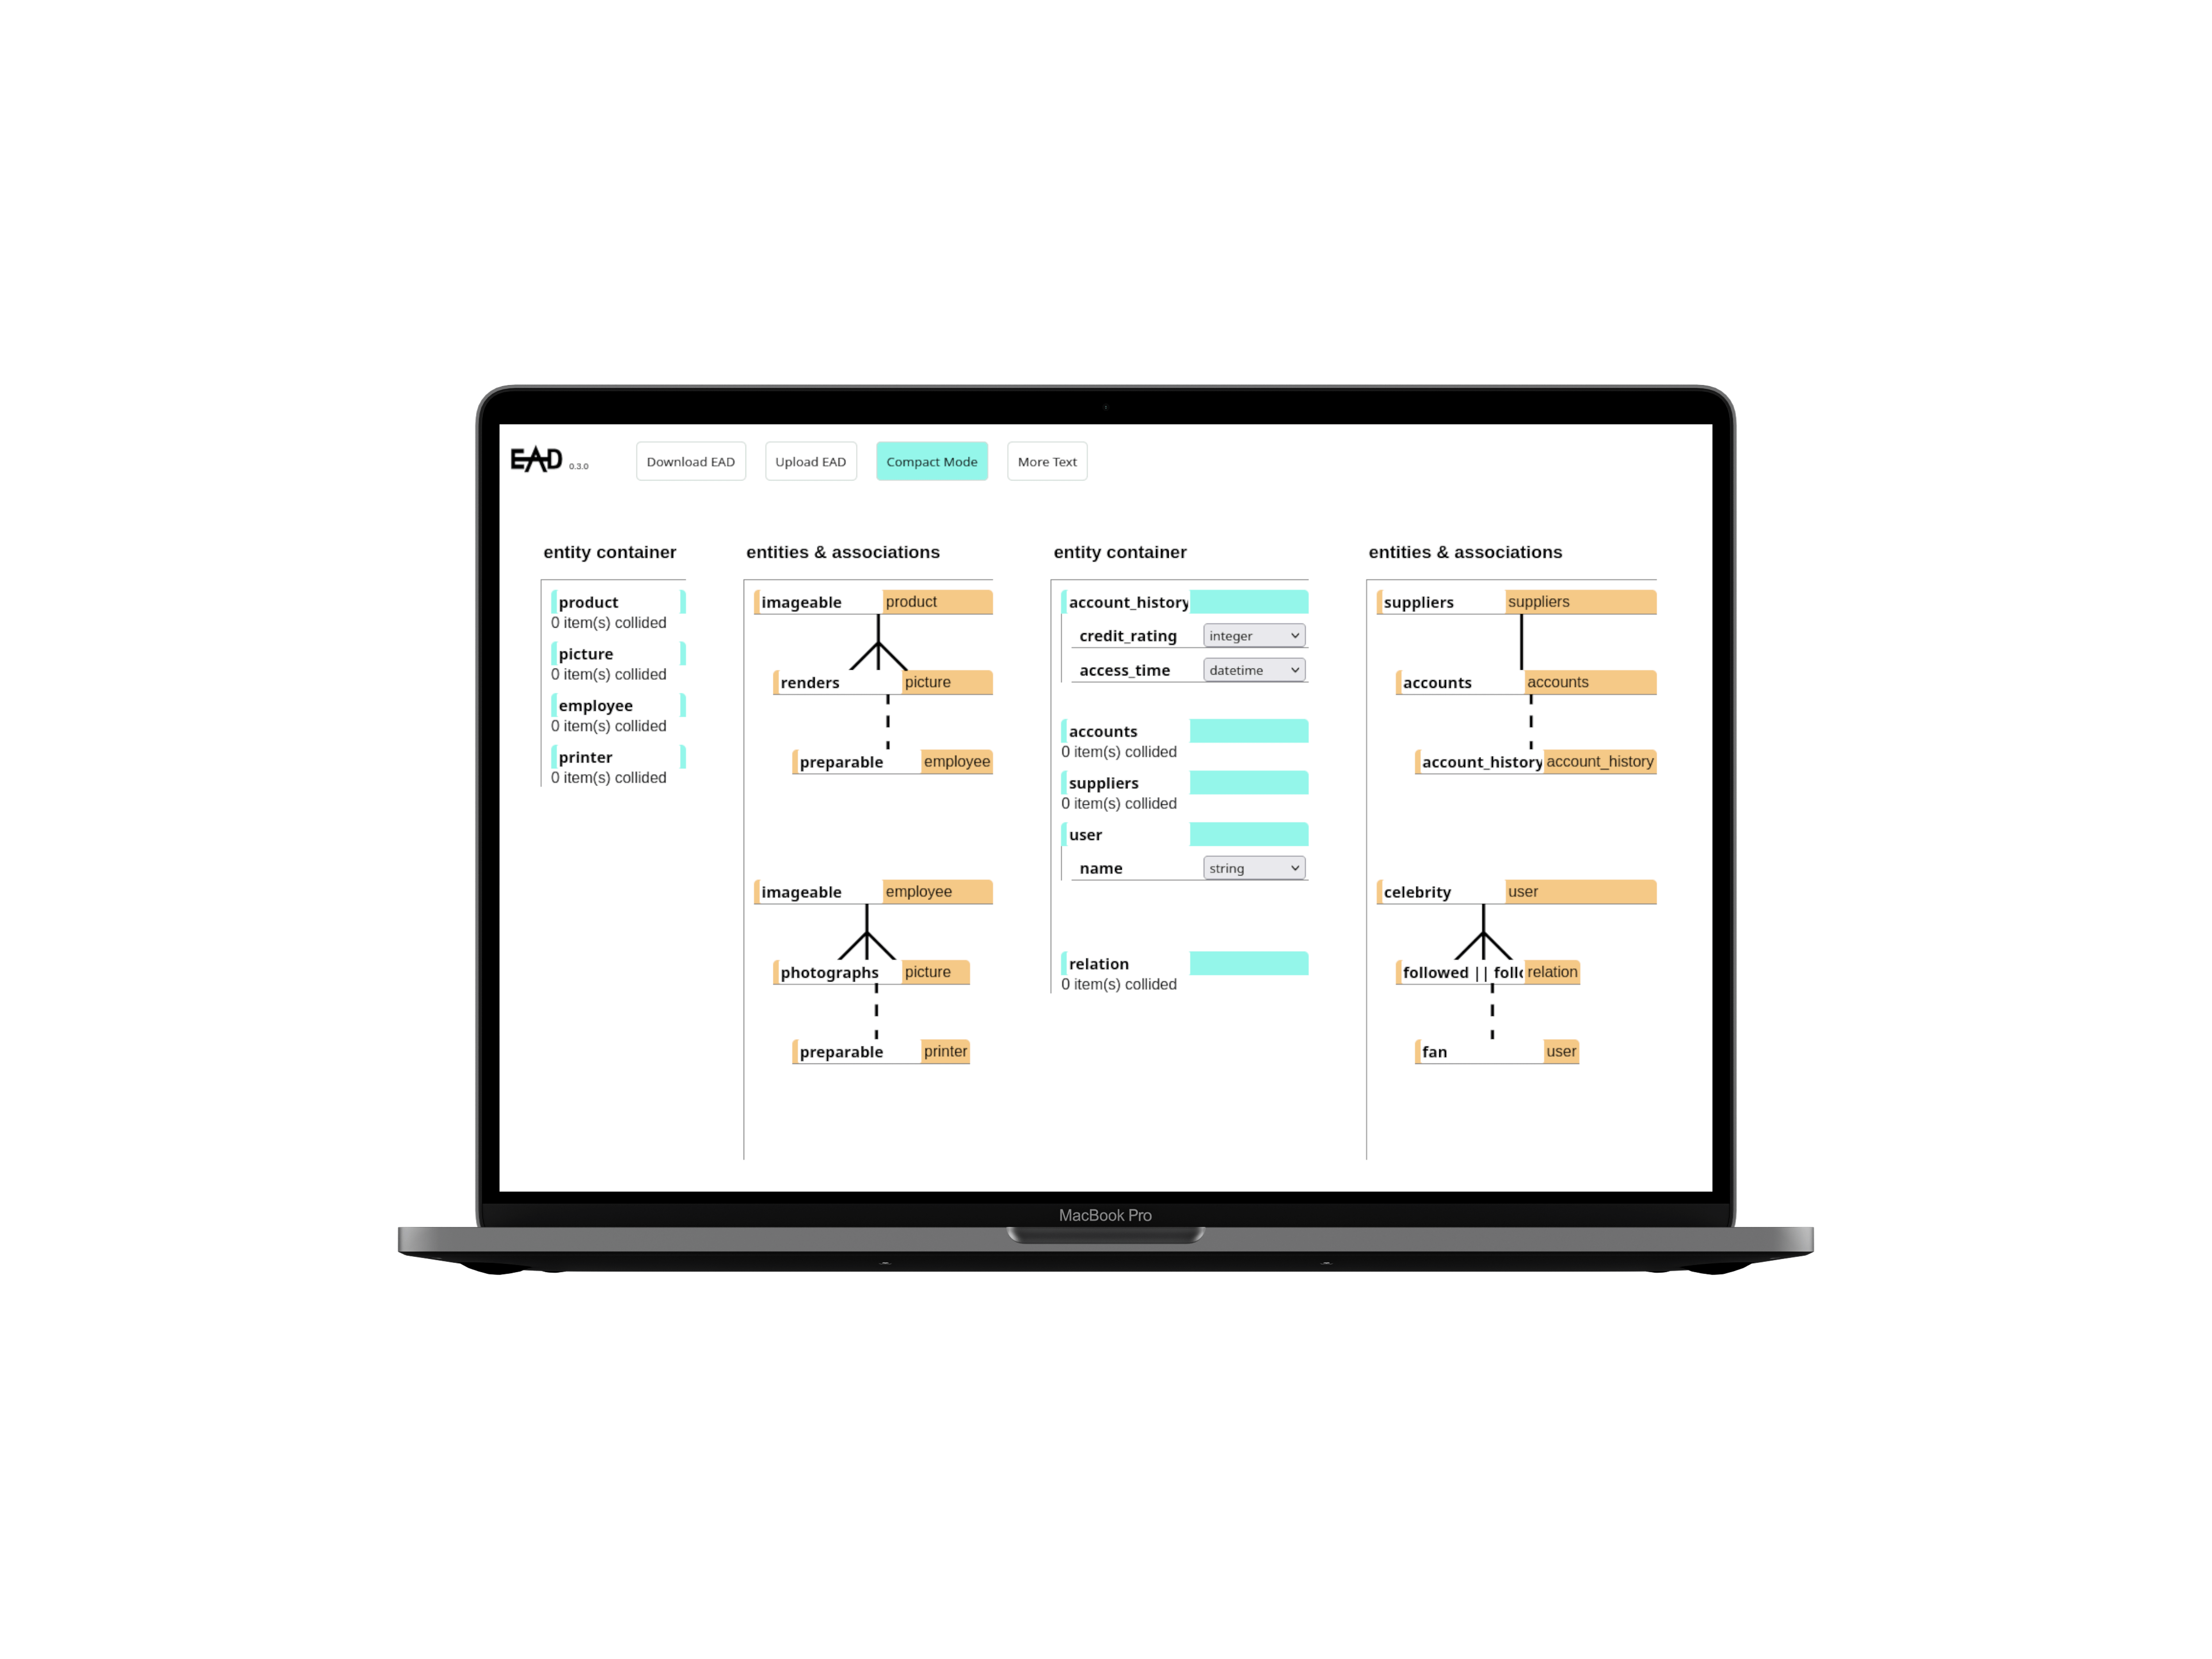 EAD 0.3.0
Download EAD
Upload EAD
Compact Mode
More Text
entity container
product
0 item(s) collided
picture
0 item(s) collided
employee
0 item(s) collided
printer
0 item(s) collided
entities & associations
imageable product
renders picture
preparable employee
imageable employee
photographs picture
preparable printer
entity container
account_history
credit_rating integer
access_time datetime
accounts
0 item(s) collided
suppliers
0 item(s) collided
user
name string
relation
0 item(s) collided
entities & associations
suppliers suppliers
accounts accounts
account_history account_history
celebrity user
followed || follo relation
fan user
MacBook Pro